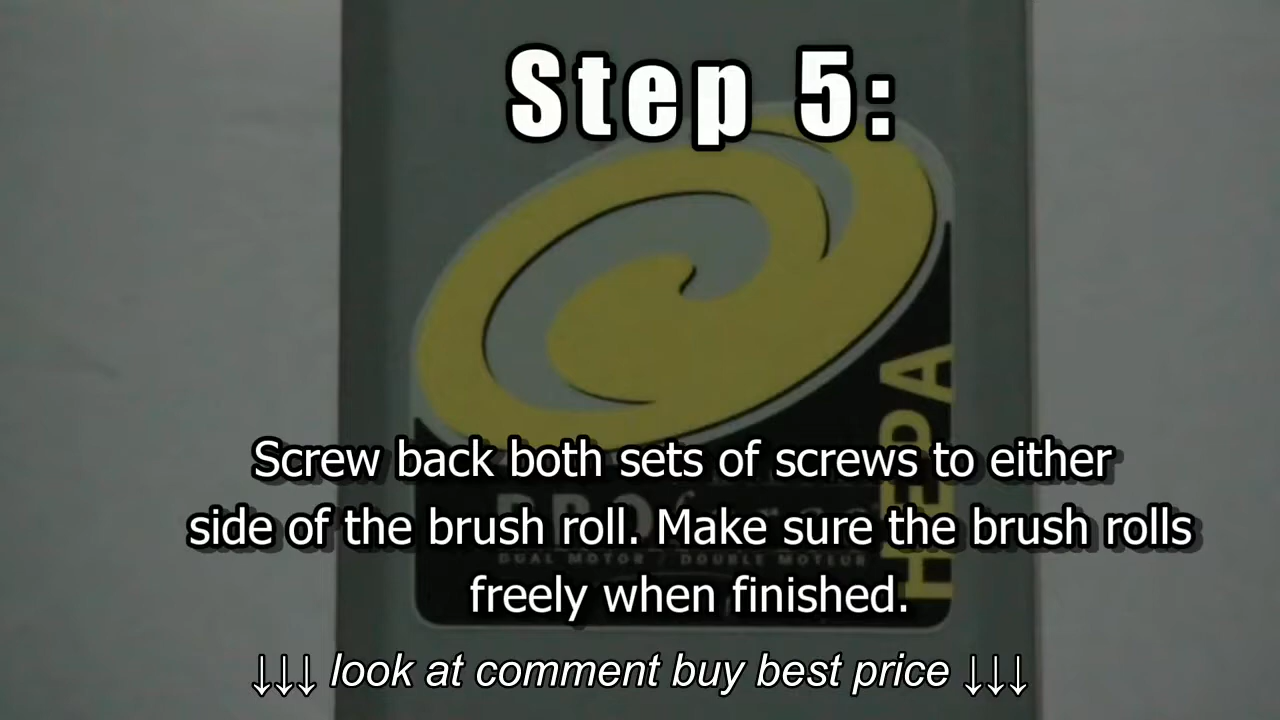 Step 5:
HEPA
Screw back both sets of screws to either
side of the brush roll. Make sure the brush rolls
DUAL MOTOR / DOUBLE MOTEUR
freely when finished.
↓↓↓ look at comment buy best price ↓↓↓